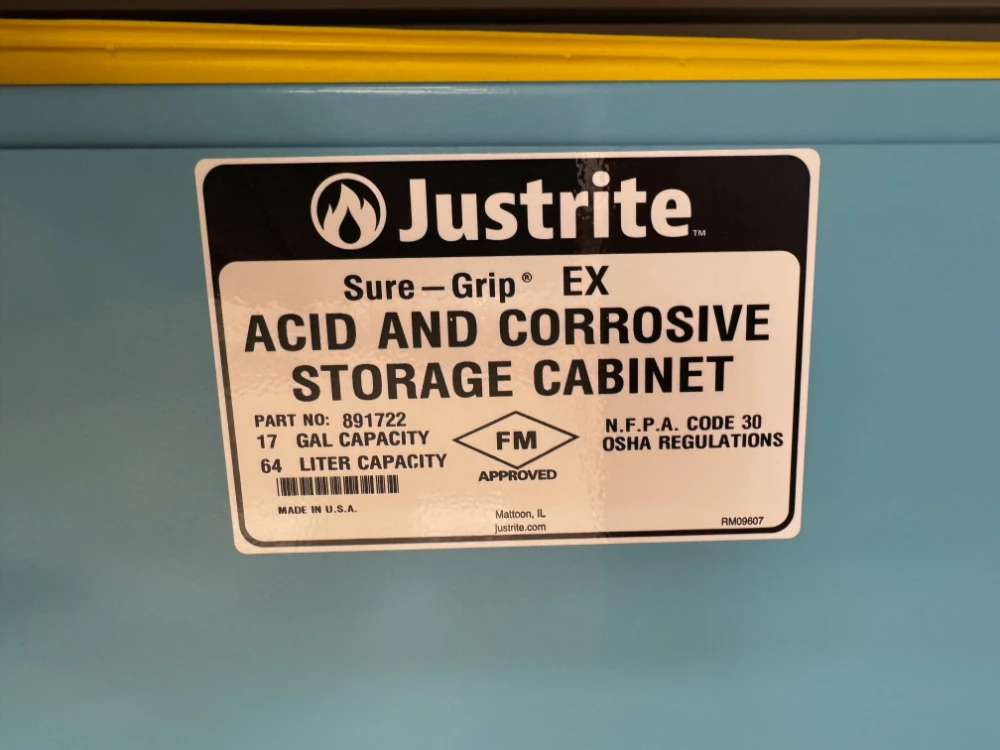 Justrite™
Sure-Grip® EX
ACID AND CORROSIVE
STORAGE CABINET
PART NO: 891722
17 GAL CAPACITY
64 LITER CAPACITY
MADE IN U.S.A.
FM
APPROVED
Mattoon, IL
justrite.com
N.F.P.A. CODE 30
OSHA REGULATIONS
RM09607